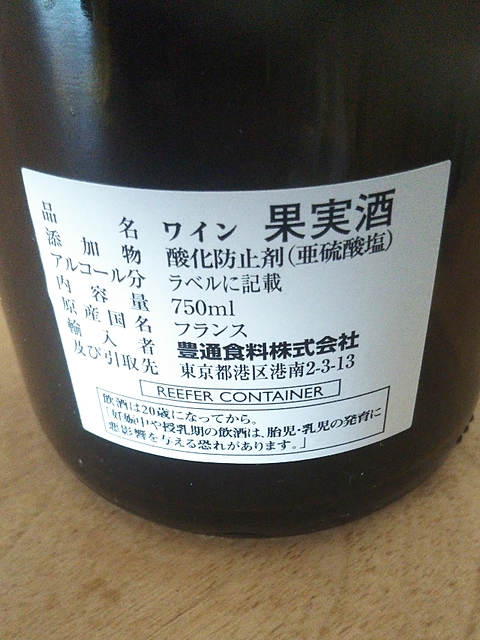 品名 ワイン 果実酒
添加物 酸化防止剤(亜硫酸塩)
アルコール分 ラベルに記載
内容量 750ml
原産国名 フランス
輸入者 豊通食料株式会社
及び引取先 東京都港区港南2-3-13
REEFER CONTAINER
飲酒は20歳になってから。
「妊娠中や授乳期の飲酒は、胎児・乳児の発育に
悪影響を与える恐れがあります。」